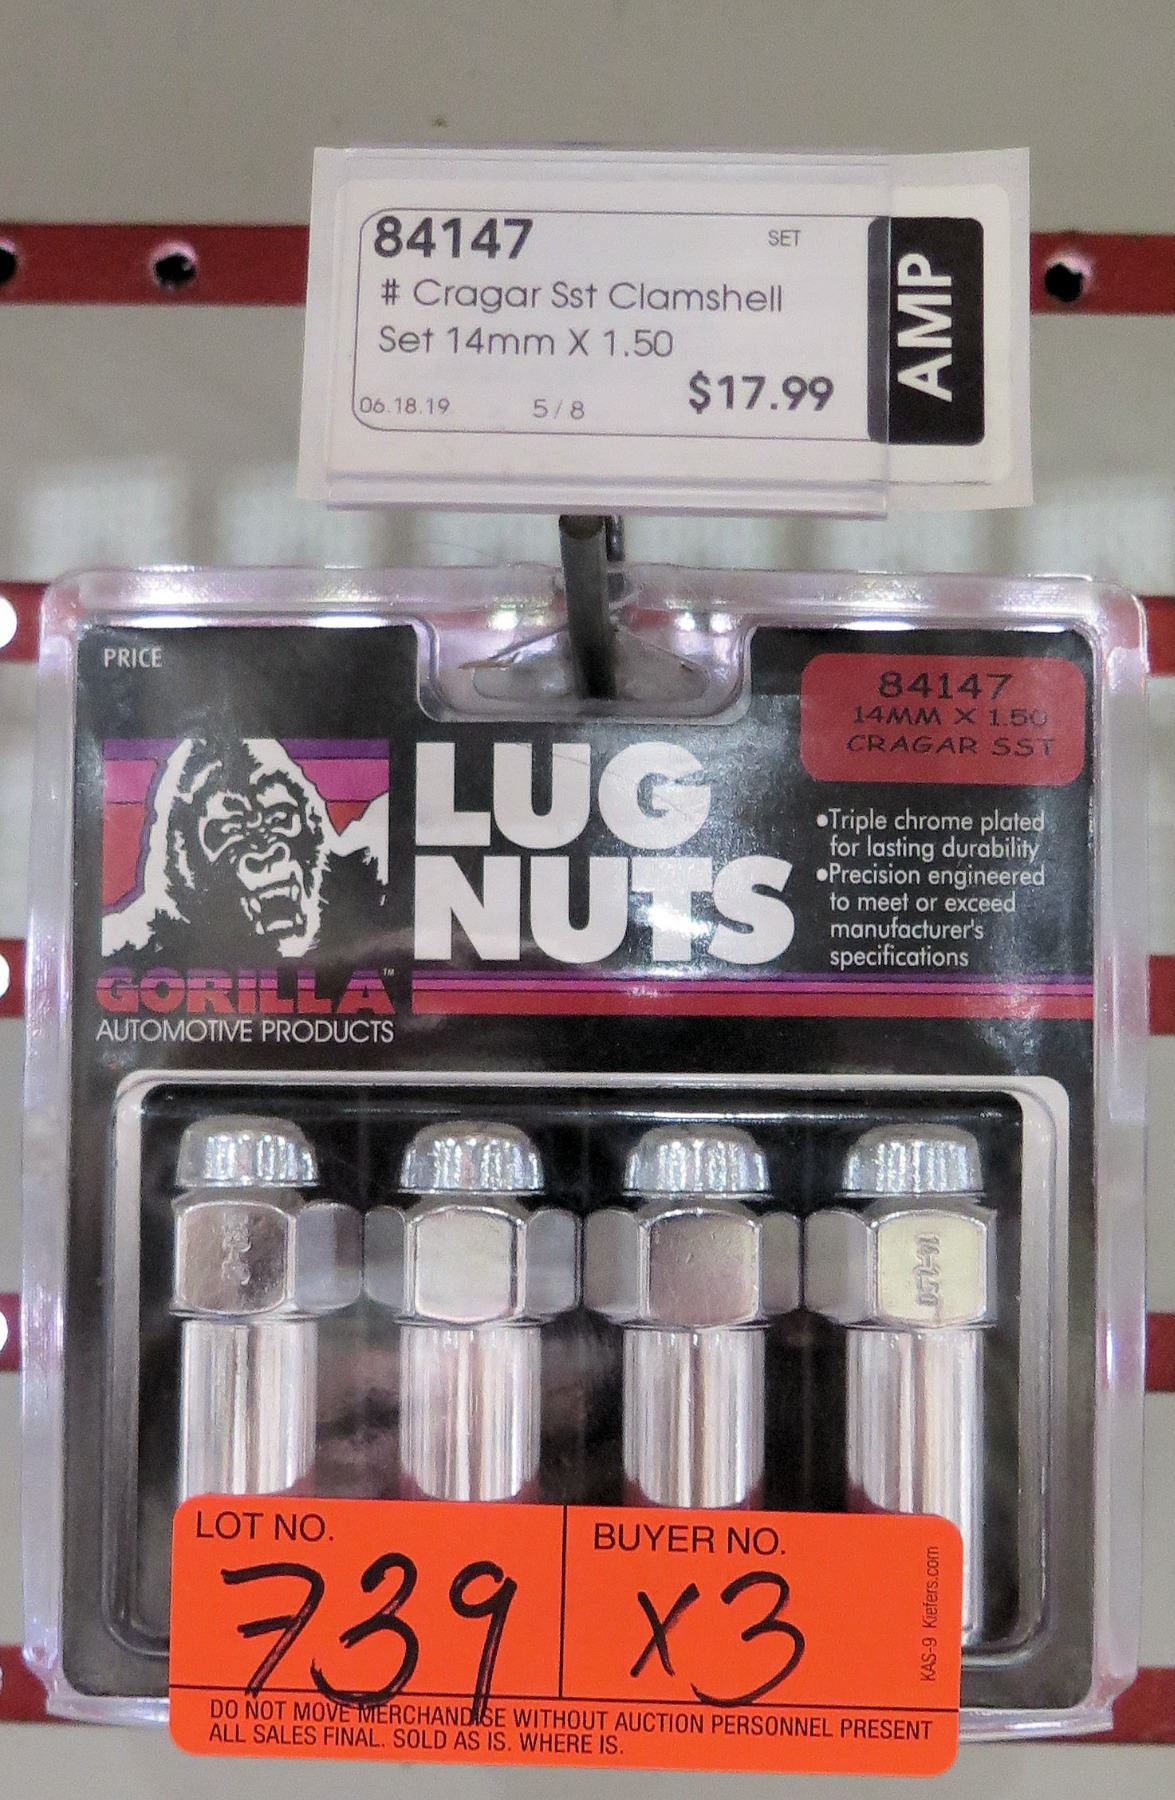 84147
SET
# Cragar Sst Clamshell
Set 14mm X 1.50
$17.99
06.18.19
5/8
AMP
PRICE
84147
14MM X 1.50
CRAGAR SST
LUG
NUTS
•Triple chrome plated
for lasting durability
•Precision engineered
to meet or exceed
manufacturer's
specifications
GORILLA™
AUTOMOTIVE PRODUCTS
LOT NO.
739
BUYER NO.
x3
KAS-9 Kiefers.com
DO NOT MOVE MERCHANDISE WITHOUT AUCTION PERSONNEL PRESENT
ALL SALES FINAL. SOLD AS IS. WHERE IS.